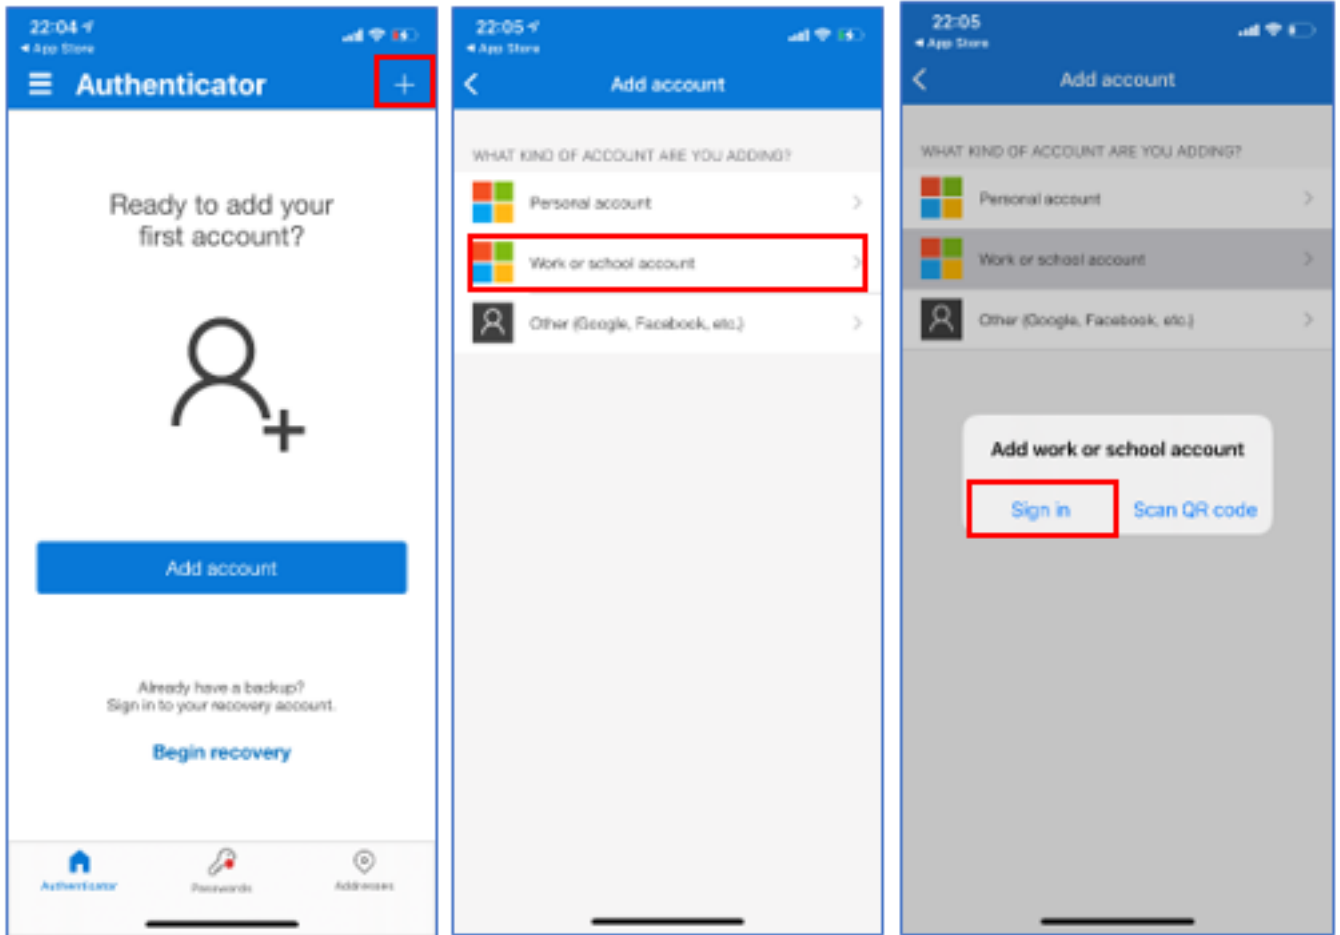 22:04
◀ App Store
Authenticator
Ready to add your
first account?
Add account
Already have a backup?
Sign in to your recovery account.
Begin recovery
Authenticator
Passwords
Addresses
22:05
◀ App Store
Add account
WHAT KIND OF ACCOUNT ARE YOU ADDING?
Personal account
Work or school account
Other (Google, Facebook, etc.)
22:05
◀ App Store
Add account
WHAT KIND OF ACCOUNT ARE YOU ADDING?
Personal account
Work or school account
Other (Google, Facebook, etc.)
Add work or school account
Sign in
Scan QR code